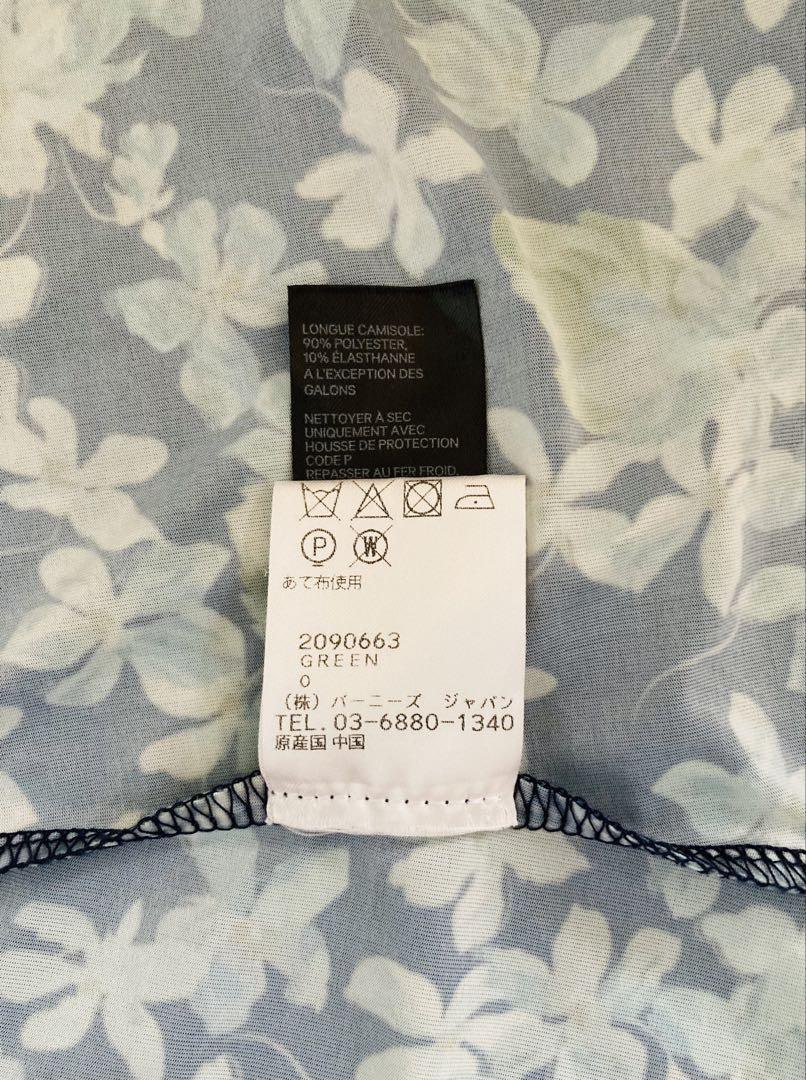 LONGUE CAMISOLE:
90% POLYESTER,
10% ÉLASTHANNE
A L'EXCEPTION DES
GALONS
NETTOYER À SEC
UNIQUEMENT AVEC
HOUSSE DE PROTECTION
CODE P
REPASSER AU FER FROID.
P
W
あて布使用
2090663
GREEN
0
(株) バーニーズ ジャパン
TEL. 03-6880-1340
原産国 中国